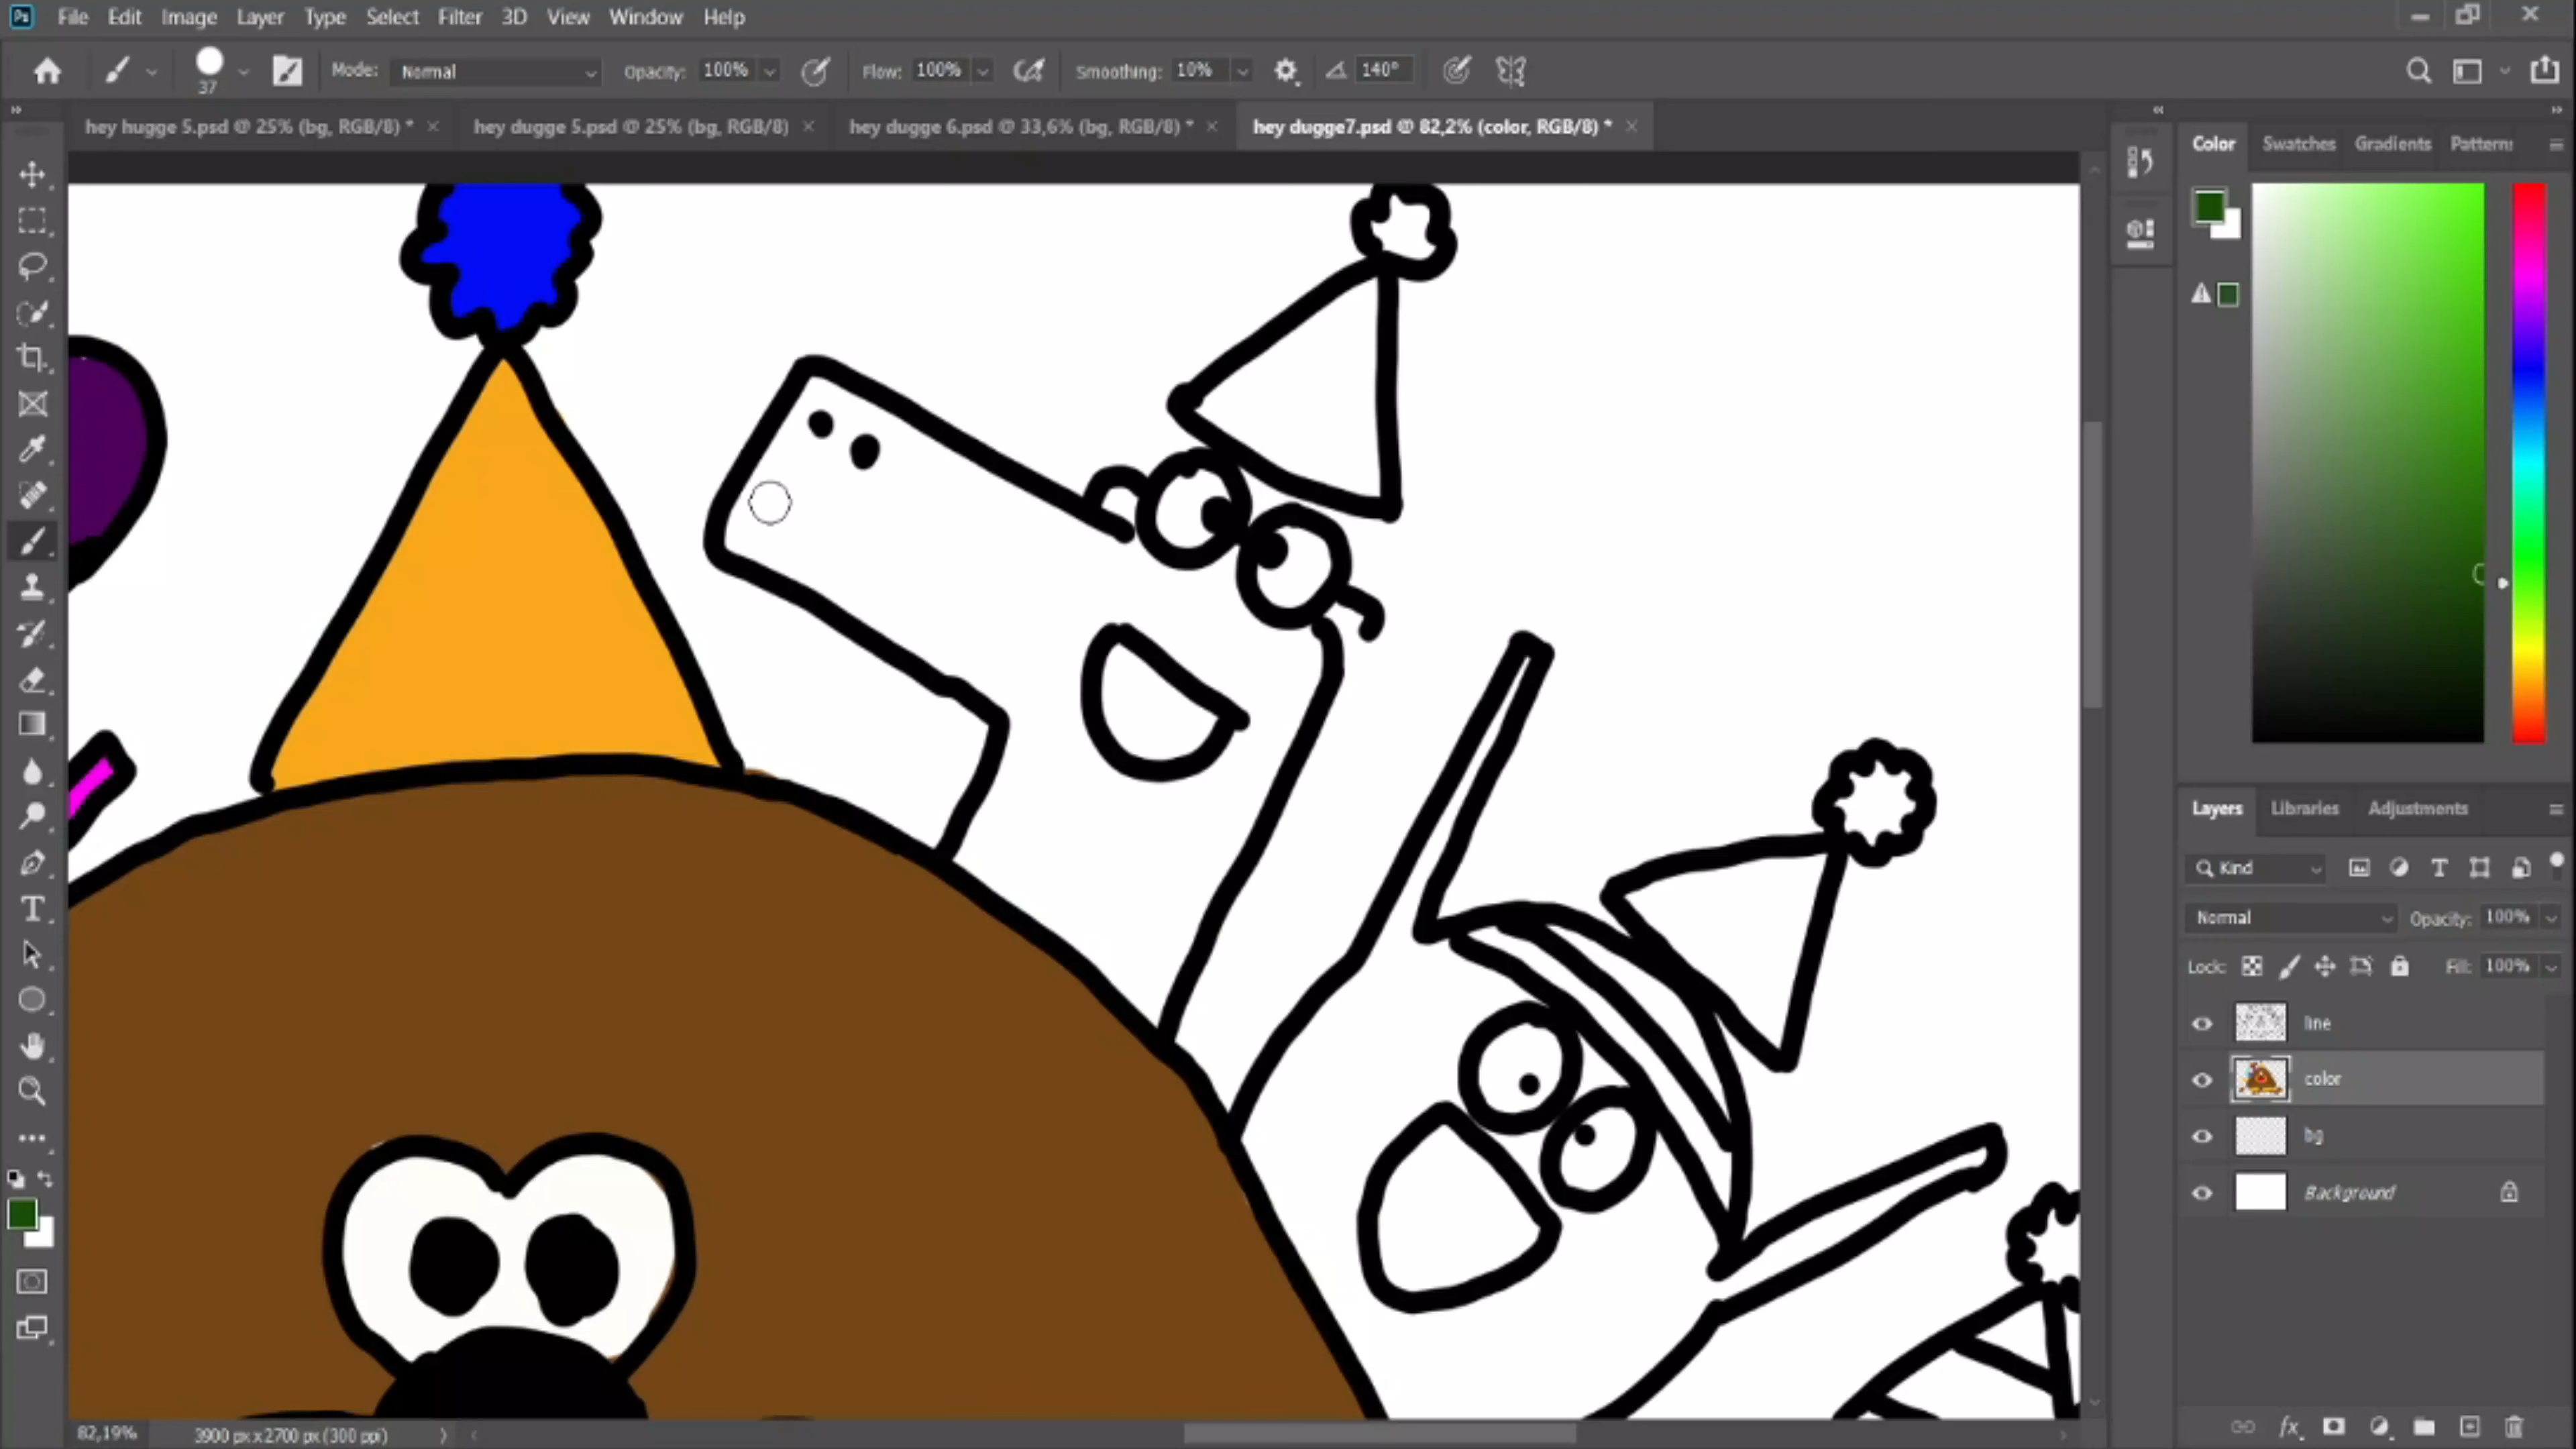 Ps File Edit Image Layer Type Select Filter 3D View Window Help
37 Mode: Normal Opacity: 100% Flow: 100% Smoothing: 10% 140°
hey hugge 5.psd @ 25% (bg, RGB/8) * × hey dugge 5.psd @ 25% (bg, RGB/8) × hey dugge 6.psd @ 33,6% (bg, RGB/8) * × hey dugge7.psd @ 82,2% (color, RGB/8) * ×
Color Swatches Gradients Patterns
Layers Libraries Adjustments
Kind
Normal Opacity: 100%
Lock: Fill: 100%
line
color
bg
Background
82,19% 3900 px x 2700 px (300 ppi)